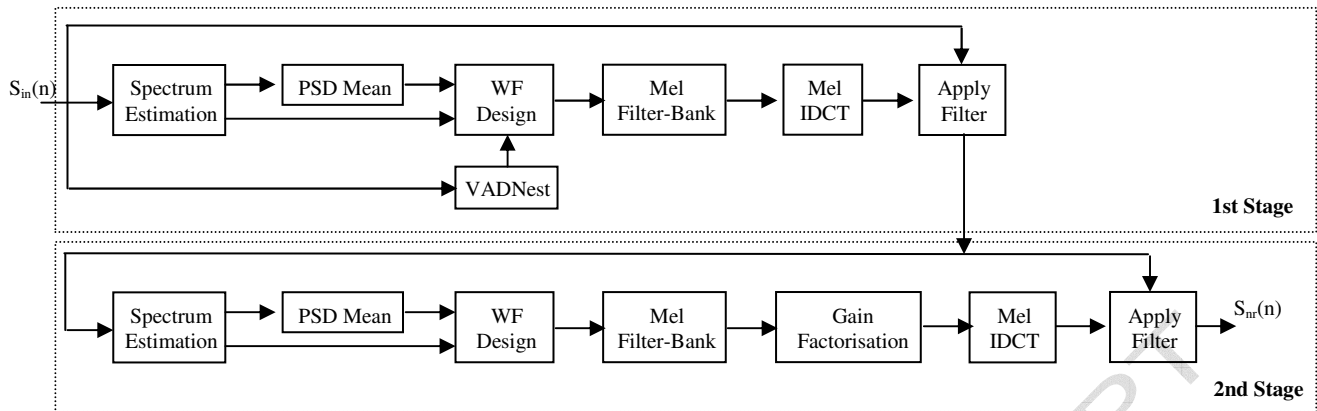 S_in(n)
Spectrum
Estimation
PSD Mean
WF
Design
Mel
Filter-Bank
Mel
IDCT
Apply
Filter
VADNest
1st Stage
Spectrum
Estimation
PSD Mean
WF
Design
Mel
Filter-Bank
Gain
Factorisation
Mel
IDCT
Apply
Filter
S_nr(n)
2nd Stage